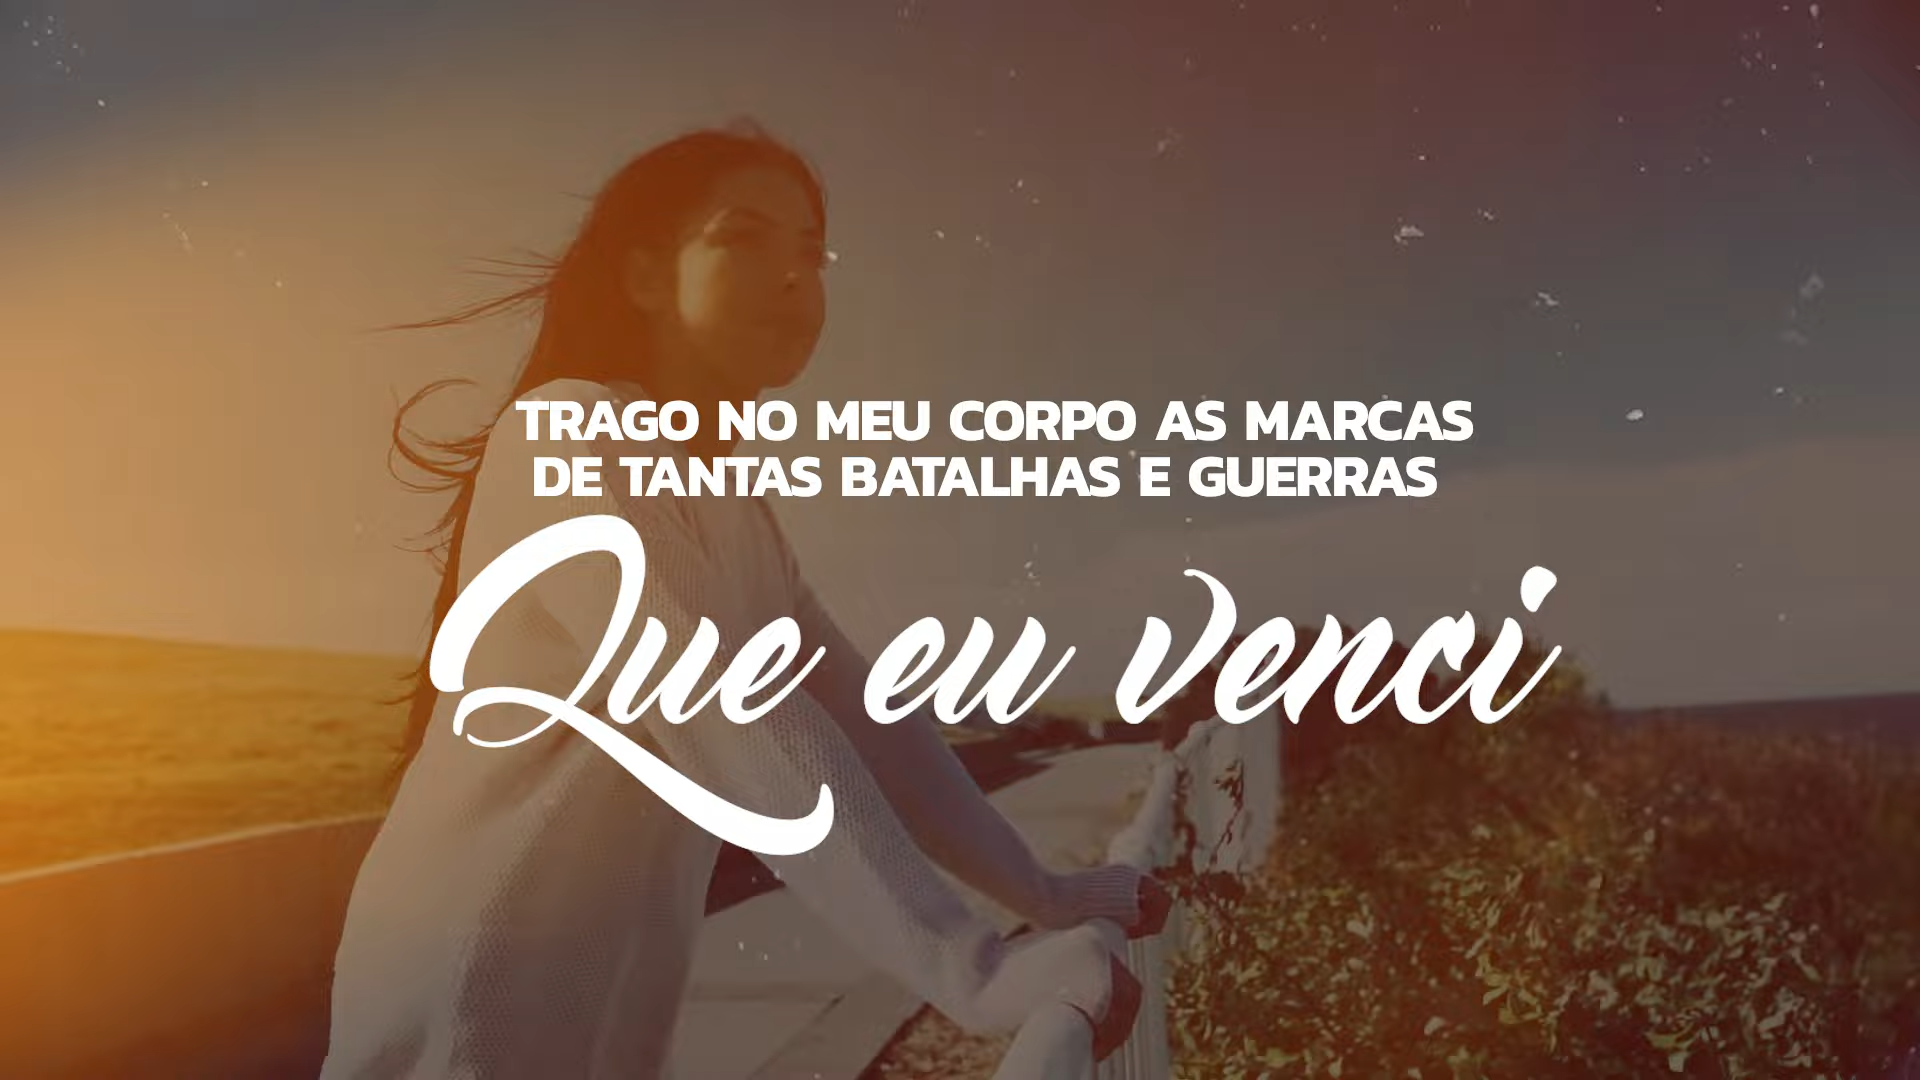 TRAGO NO MEU CORPO AS MARCAS
DE TANTAS BATALHAS E GUERRAS
Que eu venci